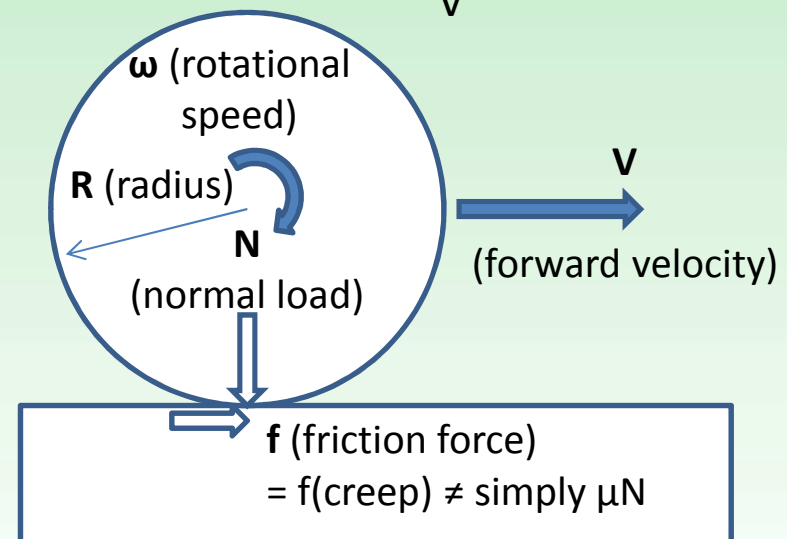 V
ω (rotational
speed)
R (radius)
V
N
(forward velocity)
(normal load)
f (friction force)
= f(creep) ≠ simply μN